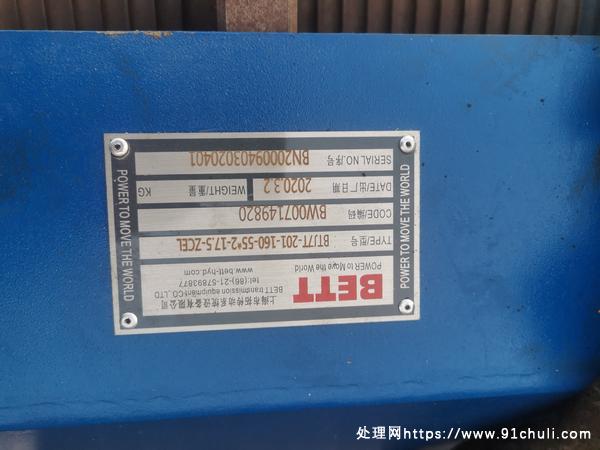 BETT
POWER to Move the World
上海布拓传动系统设备有限公司
BETT transmission equipment CO.,LTD
tel:(86)-21-57893877
www.bett-hyd.com
TYPE/型号 BTJ7T-201-160-55*2-17.5-ZCEL
CODE/编码 BW007149820
DATE/出厂日期 2020.3.2 WEIGHT/重量 KG
SERIAL NO./序号 BN20009403020401
POWER TO MOVE THE WORLD
POWER TO MOVE THE WORLD
处理网https://www.91chuli.com